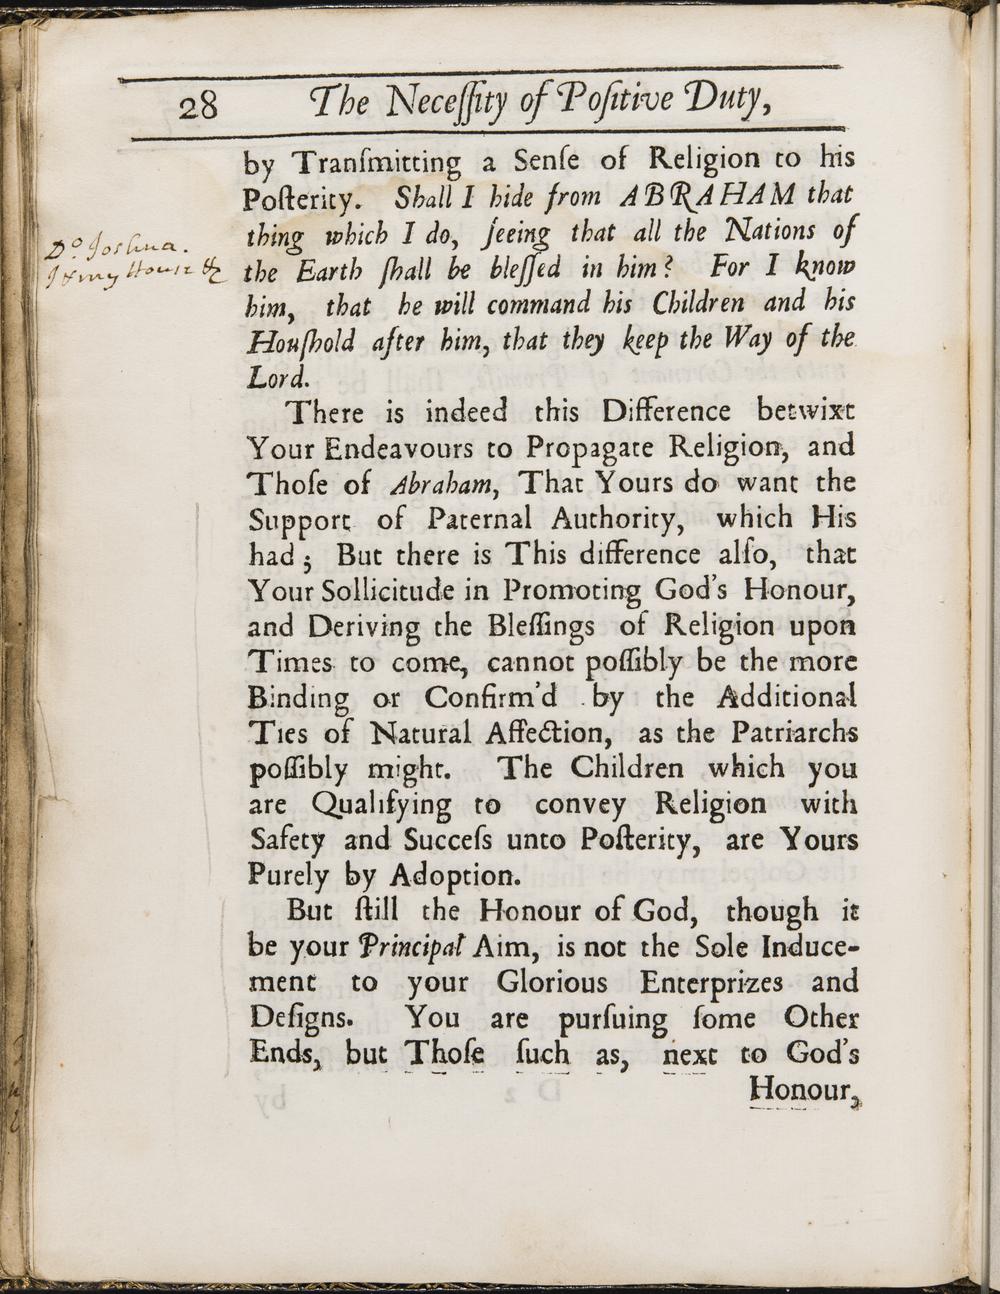 28 The Neceſſity of Poſitive Duty,
by Tranſmitting a Senſe of Religion to his
Poſterity. Shall I hide from ABRAHAM that
thing which I do, ſeeing that all the Nations of
Do Joshua.
I & my House &c
the Earth ſhall be bleſſed in him? For I know
him, that he will command his Children and his
Houſhold after him, that they keep the Way of the
Lord.
There is indeed this Difference betwixt
Your Endeavours to Propagate Religion, and
Thoſe of Abraham, That Yours do want the
Support of Paternal Authority, which His
had; But there is This difference alſo, that
Your Sollicitude in Promoting God's Honour,
and Deriving the Bleſſings of Religion upon
Times to come, cannot poſſibly be the more
Binding or Confirm'd by the Additional
Ties of Natural Affection, as the Patriarchs
poſſibly might. The Children which you
are Qualifying to convey Religion with
Safety and Succeſs unto Poſterity, are Yours
Purely by Adoption.
But ſtill the Honour of God, though it
be your Principal Aim, is not the Sole Induce-
ment to your Glorious Enterprizes and
Deſigns. You are purſuing ſome Other
Ends, but Thoſe ſuch as, next to God's
Honour,